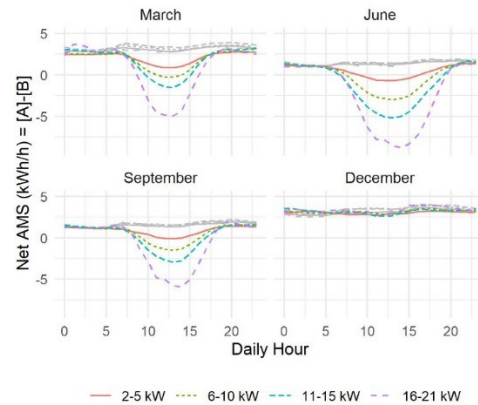 March
June
5
0
-5
Net AMS (kWh/h) = [A]-[B]
September
December
5
0
-5
0 5 10 15 20
0 5 10 15 20
Daily Hour
2-5 kW 6-10 kW 11-15 kW 16-21 kW